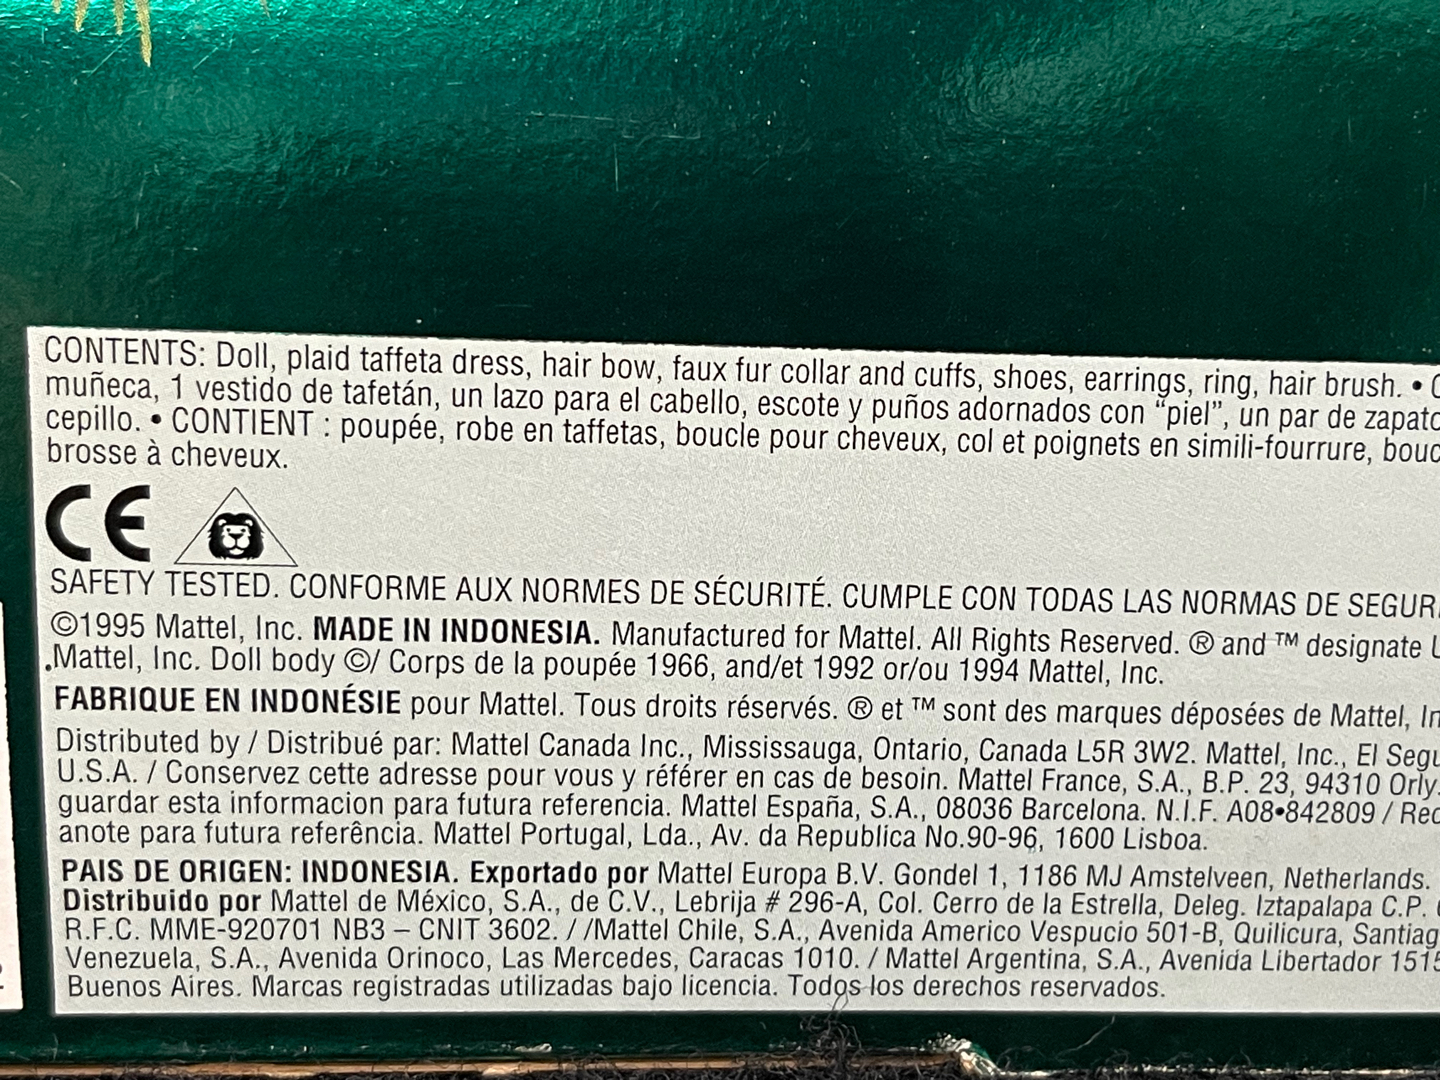 CONTENTS: Doll, plaid taffeta dress, hair bow, faux fur collar and cuffs, shoes, earrings, ring, hair brush. •
muñeca, 1 vestido de tafetán, un lazo para el cabello, escote y puños adornados con “piel”, un par de zapato
cepillo. • CONTIENT : poupée, robe en taffetas, boucle pour cheveux, col et poignets en simili-fourrure, bouc
brosse à cheveux.
CE
SAFETY TESTED. CONFORME AUX NORMES DE SÉCURITÉ. CUMPLE CON TODAS LAS NORMAS DE SEGUR
©1995 Mattel, Inc. MADE IN INDONESIA. Manufactured for Mattel. All Rights Reserved. ® and ™ designate U
Mattel, Inc. Doll body ©/ Corps de la poupée 1966, and/et 1992 or/ou 1994 Mattel, Inc.
FABRIQUE EN INDONÉSIE pour Mattel. Tous droits réservés. ® et ™ sont des marques déposées de Mattel, In
Distributed by / Distribué par: Mattel Canada Inc., Mississauga, Ontario, Canada L5R 3W2. Mattel, Inc., El Segu
U.S.A. / Conservez cette adresse pour vous y référer en cas de besoin. Mattel France, S.A., B.P. 23, 94310 Orly.
guardar esta informacion para futura referencia. Mattel España, S.A., 08036 Barcelona. N.I.F. A08•842809 / Rec
anote para futura referência. Mattel Portugal, Lda., Av. da Republica No.90-96, 1600 Lisboa.
PAIS DE ORIGEN: INDONESIA. Exportado por Mattel Europa B.V. Gondel 1, 1186 MJ Amstelveen, Netherlands.
Distribuido por Mattel de México, S.A., de C.V., Lebrija # 296-A, Col. Cerro de la Estrella, Deleg. Iztapalapa C.P.
R.F.C. MME-920701 NB3 – CNIT 3602. / /Mattel Chile, S.A., Avenida Americo Vespucio 501-B, Quilicura, Santiag
Venezuela, S.A., Avenida Orinoco, Las Mercedes, Caracas 1010. / Mattel Argentina, S.A., Avenida Libertador 1515
Buenos Aires. Marcas registradas utilizadas bajo licencia. Todos los derechos reservados.